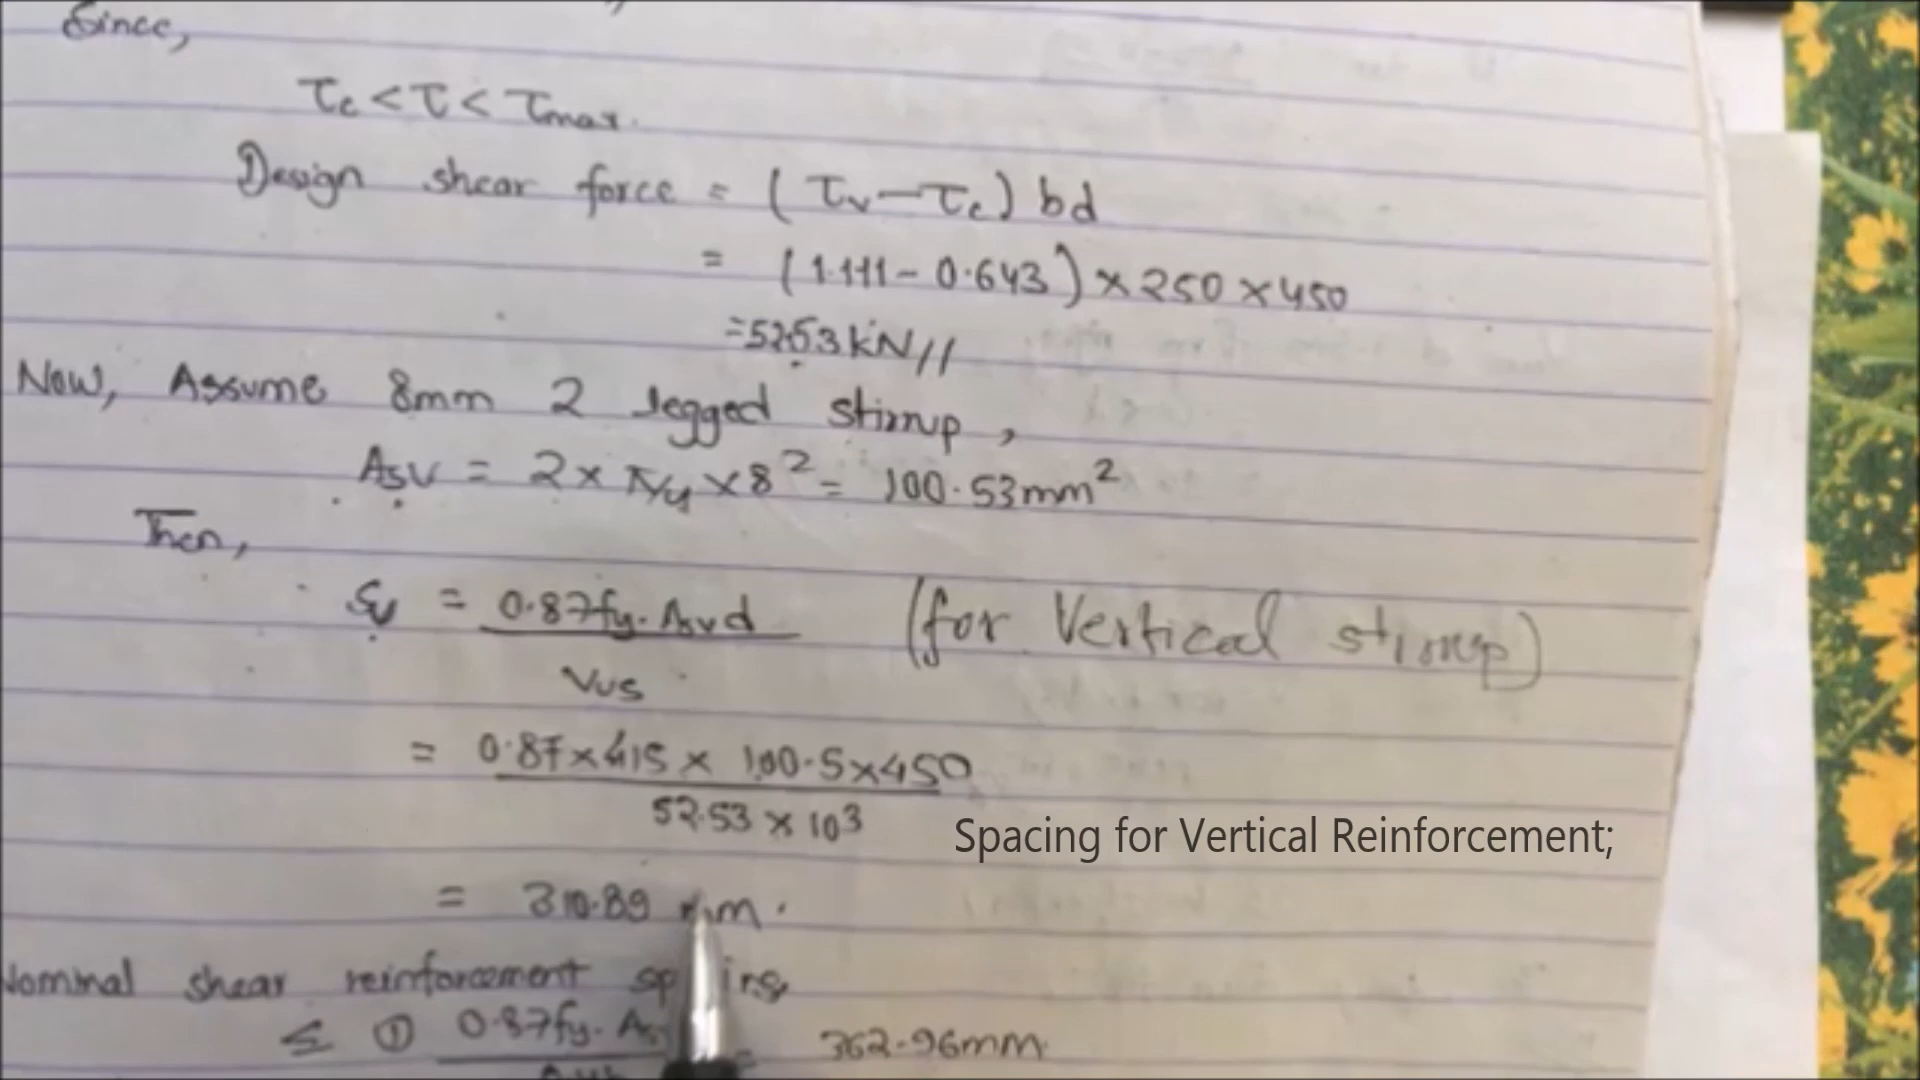 Since,
τc < τ < τmax.
Design shear force = (τv - τc) bd
= (1.111 - 0.643) × 250 × 450
= 52.53 kN //
Now, Assume 8mm 2 legged stirrup,
Asv = 2 × π/4 × 8² = 100.53mm²
Then,
Sv = 0.87fy. Asv d (for Vertical stirrup)
Vus
= 0.87 × 415 × 100.5 × 450
52.53 × 10³
Spacing for Vertical Reinforcement;
= 310.89 mm.
Nominal shear reinforcement
≤ ① 0.87fy. = 362.96mm